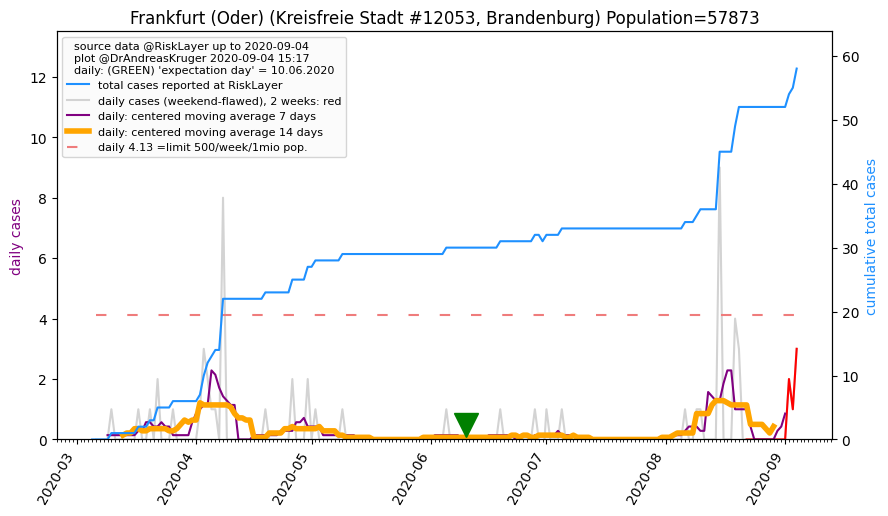 Frankfurt (Oder) (Kreisfreie Stadt #12053, Brandenburg) Population=57873
source data @RiskLayer up to 2020-09-04
plot @DrAndreasKruger 2020-09-04 15:17
daily: (GREEN) 'expectation day' = 10.06.2020
total cases reported at RiskLayer
daily cases (weekend-flawed), 2 weeks: red
daily: centered moving average 7 days
daily: centered moving average 14 days
daily 4.13 =limit 500/week/1mio pop.
daily cases
12
10
8
6
4
2
0
60
50
40
30
20
10
0
cumulative total cases
2020-03
2020-04
2020-05
2020-06
2020-07
2020-08
2020-09